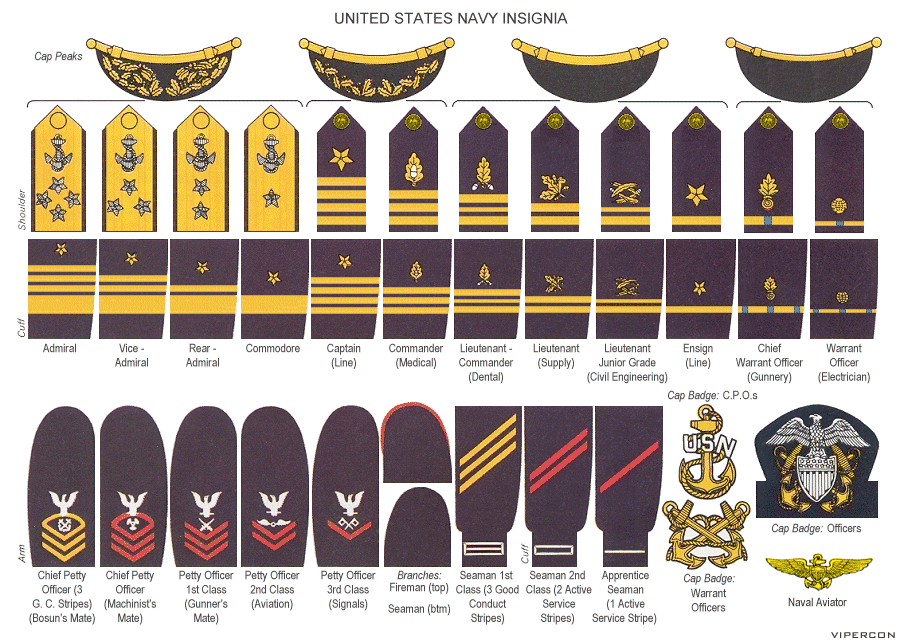 UNITED STATES NAVY INSIGNIA
Cap Peaks
Shoulder
Cuff
Admiral
Vice -
Admiral
Rear -
Admiral
Commodore
Captain
(Line)
Commander
(Medical)
Lieutenant -
Commander
(Dental)
Lieutenant
(Supply)
Lieutenant
Junior Grade
(Civil Engineering)
Ensign
(Line)
Chief
Warrant Officer
(Gunnery)
Warrant
Officer
(Electrician)
Cap Badge: C.P.O.s
USN
Arm
Cuff
Chief Petty
Officer (3
G. C. Stripes)
(Bosun's Mate)
Chief Petty
Officer
(Machinist's
Mate)
Petty Officer
1st Class
(Gunner's
Mate)
Petty Officer
2nd Class
(Aviation)
Petty Officer
3rd Class
(Signals)
Branches:
Fireman (top)
Seaman (btm)
Seaman 1st
Class (3 Good
Conduct
Stripes)
Seaman 2nd
Class (2 Active
Service
Stripes)
Apprentice
Seaman
(1 Active
Service Stripe)
Cap Badge:
Warrant
Officers
Cap Badge: Officers
Naval Aviator
VIPERCON